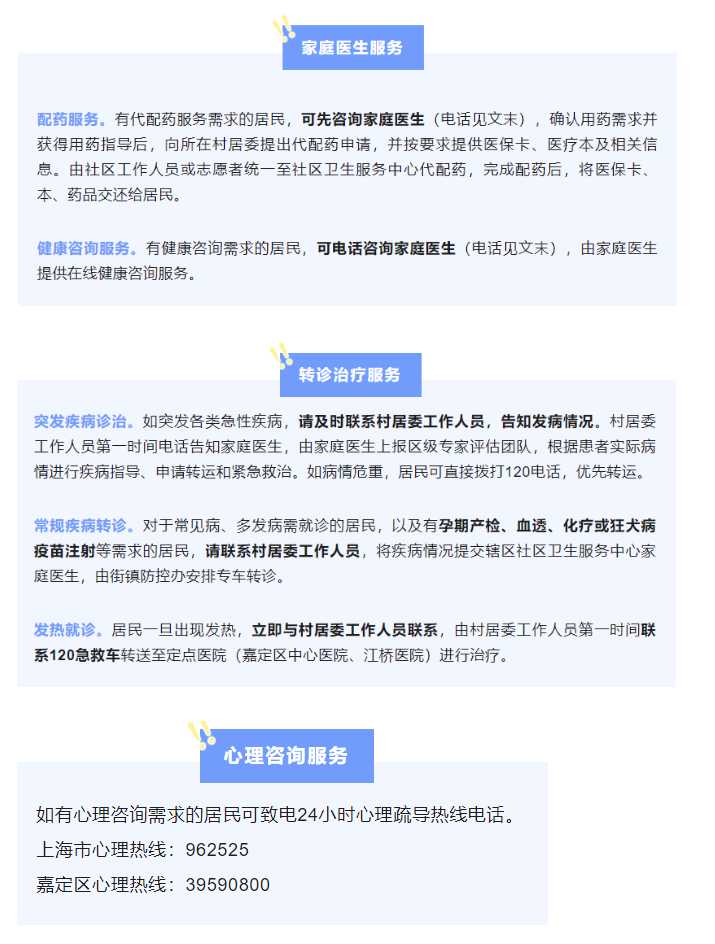 家庭医生服务
配药服务。有代配药服务需求的居民，可先咨询家庭医生（电话见文末），确认用药需求并
获得用药指导后，向所在村居委提出代配药申请，并按要求提供医保卡、医疗本及相关信
息。由社区工作人员或志愿者统一至社区卫生服务中心代配药，完成配药后，将医保卡、
本、药品交还给居民。
健康咨询服务。有健康咨询需求的居民，可电话咨询家庭医生（电话见文末），由家庭医生
提供在线健康咨询服务。
转诊治疗服务
突发疾病诊治。如突发各类急性疾病，请及时联系村居委工作人员，告知发病情况。村居委
工作人员第一时间电话告知家庭医生，由家庭医生上报区级专家评估团队，根据患者实际病
情进行疾病指导、申请转运和紧急救治。如病情危重，居民可直接拨打120电话，优先转运。
常规疾病转诊。对于常见病、多发病需就诊的居民，以及有孕期产检、血透、化疗或狂犬病
疫苗注射等需求的居民，请联系村居委工作人员，将疾病情况提交辖区社区卫生服务中心家
庭医生，由街镇防控办安排专车转诊。
发热就诊。居民一旦出现发热，立即与村居委工作人员联系，由村居委工作人员第一时间联
系120急救车转送至定点医院（嘉定区中心医院、江桥医院）进行治疗。
心理咨询服务
如有心理咨询需求的居民可致电24小时心理疏导热线电话。
上海市心理热线：962525
嘉定区心理热线：39590800